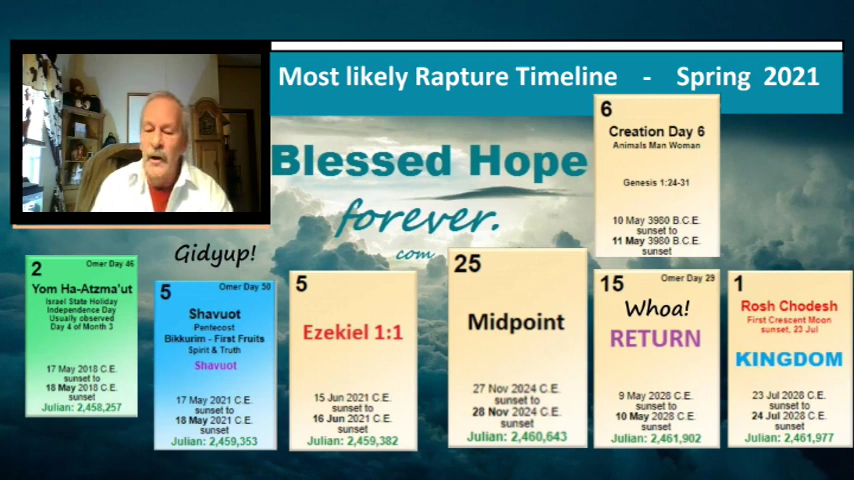 Most likely Rapture Timeline - Spring 2021
Blessed Hope
forever.
com
6
Creation Day 6
Animals Man Woman
Genesis 1:24-31
10 May 3980 B.C.E.
sunset to
11 May 3980 B.C.E.
sunset
Gidyup!
2
Omer Day 46
Yom Ha-Atzma'ut
Israel State Holiday
Independence Day
Usually observed
Day 4 of Month 3
17 May 2018 C.E.
sunset to
18 May 2018 C.E.
sunset
Julian: 2,458,257
5
Omer Day 50
Shavuot
Pentecost
Bikkurim - First Fruits
Spirit & Truth
Shavuot
17 May 2021 C.E.
sunset to
18 May 2021 C.E.
sunset
Julian: 2,459,353
5
Ezekiel 1:1
15 Jun 2021 C.E.
sunset to
16 Jun 2021 C.E.
sunset
Julian: 2,459,382
25
Midpoint
27 Nov 2024 C.E.
sunset to
28 Nov 2024 C.E.
sunset
Julian: 2,460,643
15
Omer Day 29
Whoa!
RETURN
9 May 2028 C.E.
sunset to
10 May 2028 C.E.
sunset
Julian: 2,461,902
1
Rosh Chodesh
First Crescent Moon
sunset, 23 Jul
KINGDOM
23 Jul 2028 C.E.
sunset to
24 Jul 2028 C.E.
sunset
Julian: 2,461,977